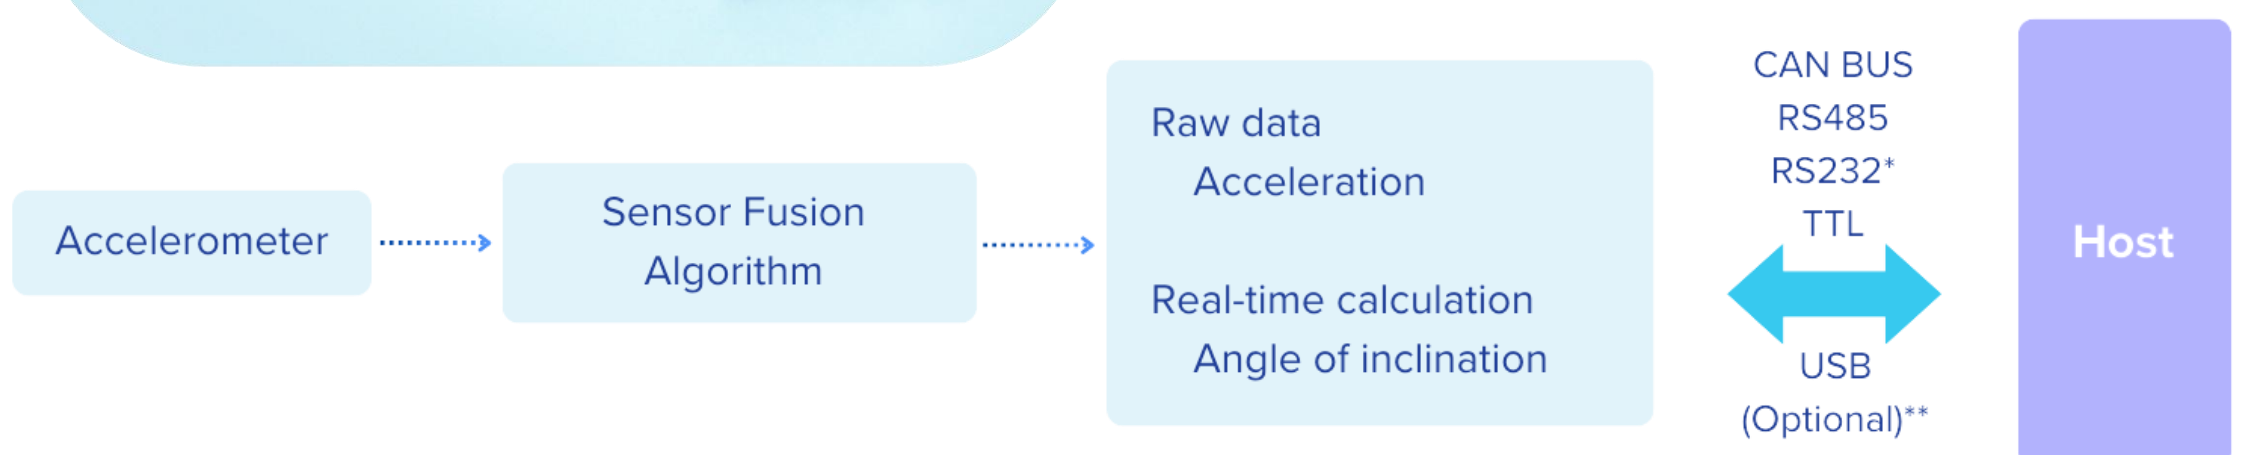 Accelerometer
Sensor Fusion
Algorithm
Raw data
Acceleration
Real-time calculation
Angle of inclination
CAN BUS
RS485
RS232*
TTL
USB
(Optional)**
Host